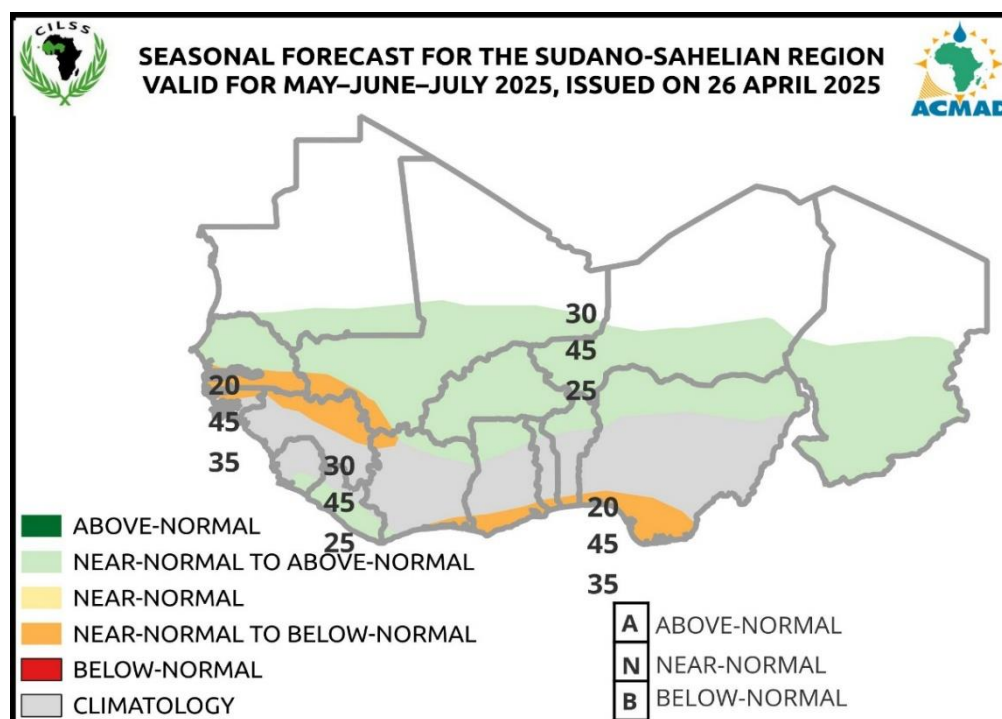 CILSS
SEASONAL FORECAST FOR THE SUDANO-SAHELIAN REGION
VALID FOR MAY–JUNE–JULY 2025, ISSUED ON 26 APRIL 2025
ACMAD
30
45
25
20
45
35
30
45
25
20
45
35
ABOVE-NORMAL
NEAR-NORMAL TO ABOVE-NORMAL
NEAR-NORMAL
NEAR-NORMAL TO BELOW-NORMAL
BELOW-NORMAL
CLIMATOLOGY
A ABOVE-NORMAL
N NEAR-NORMAL
B BELOW-NORMAL